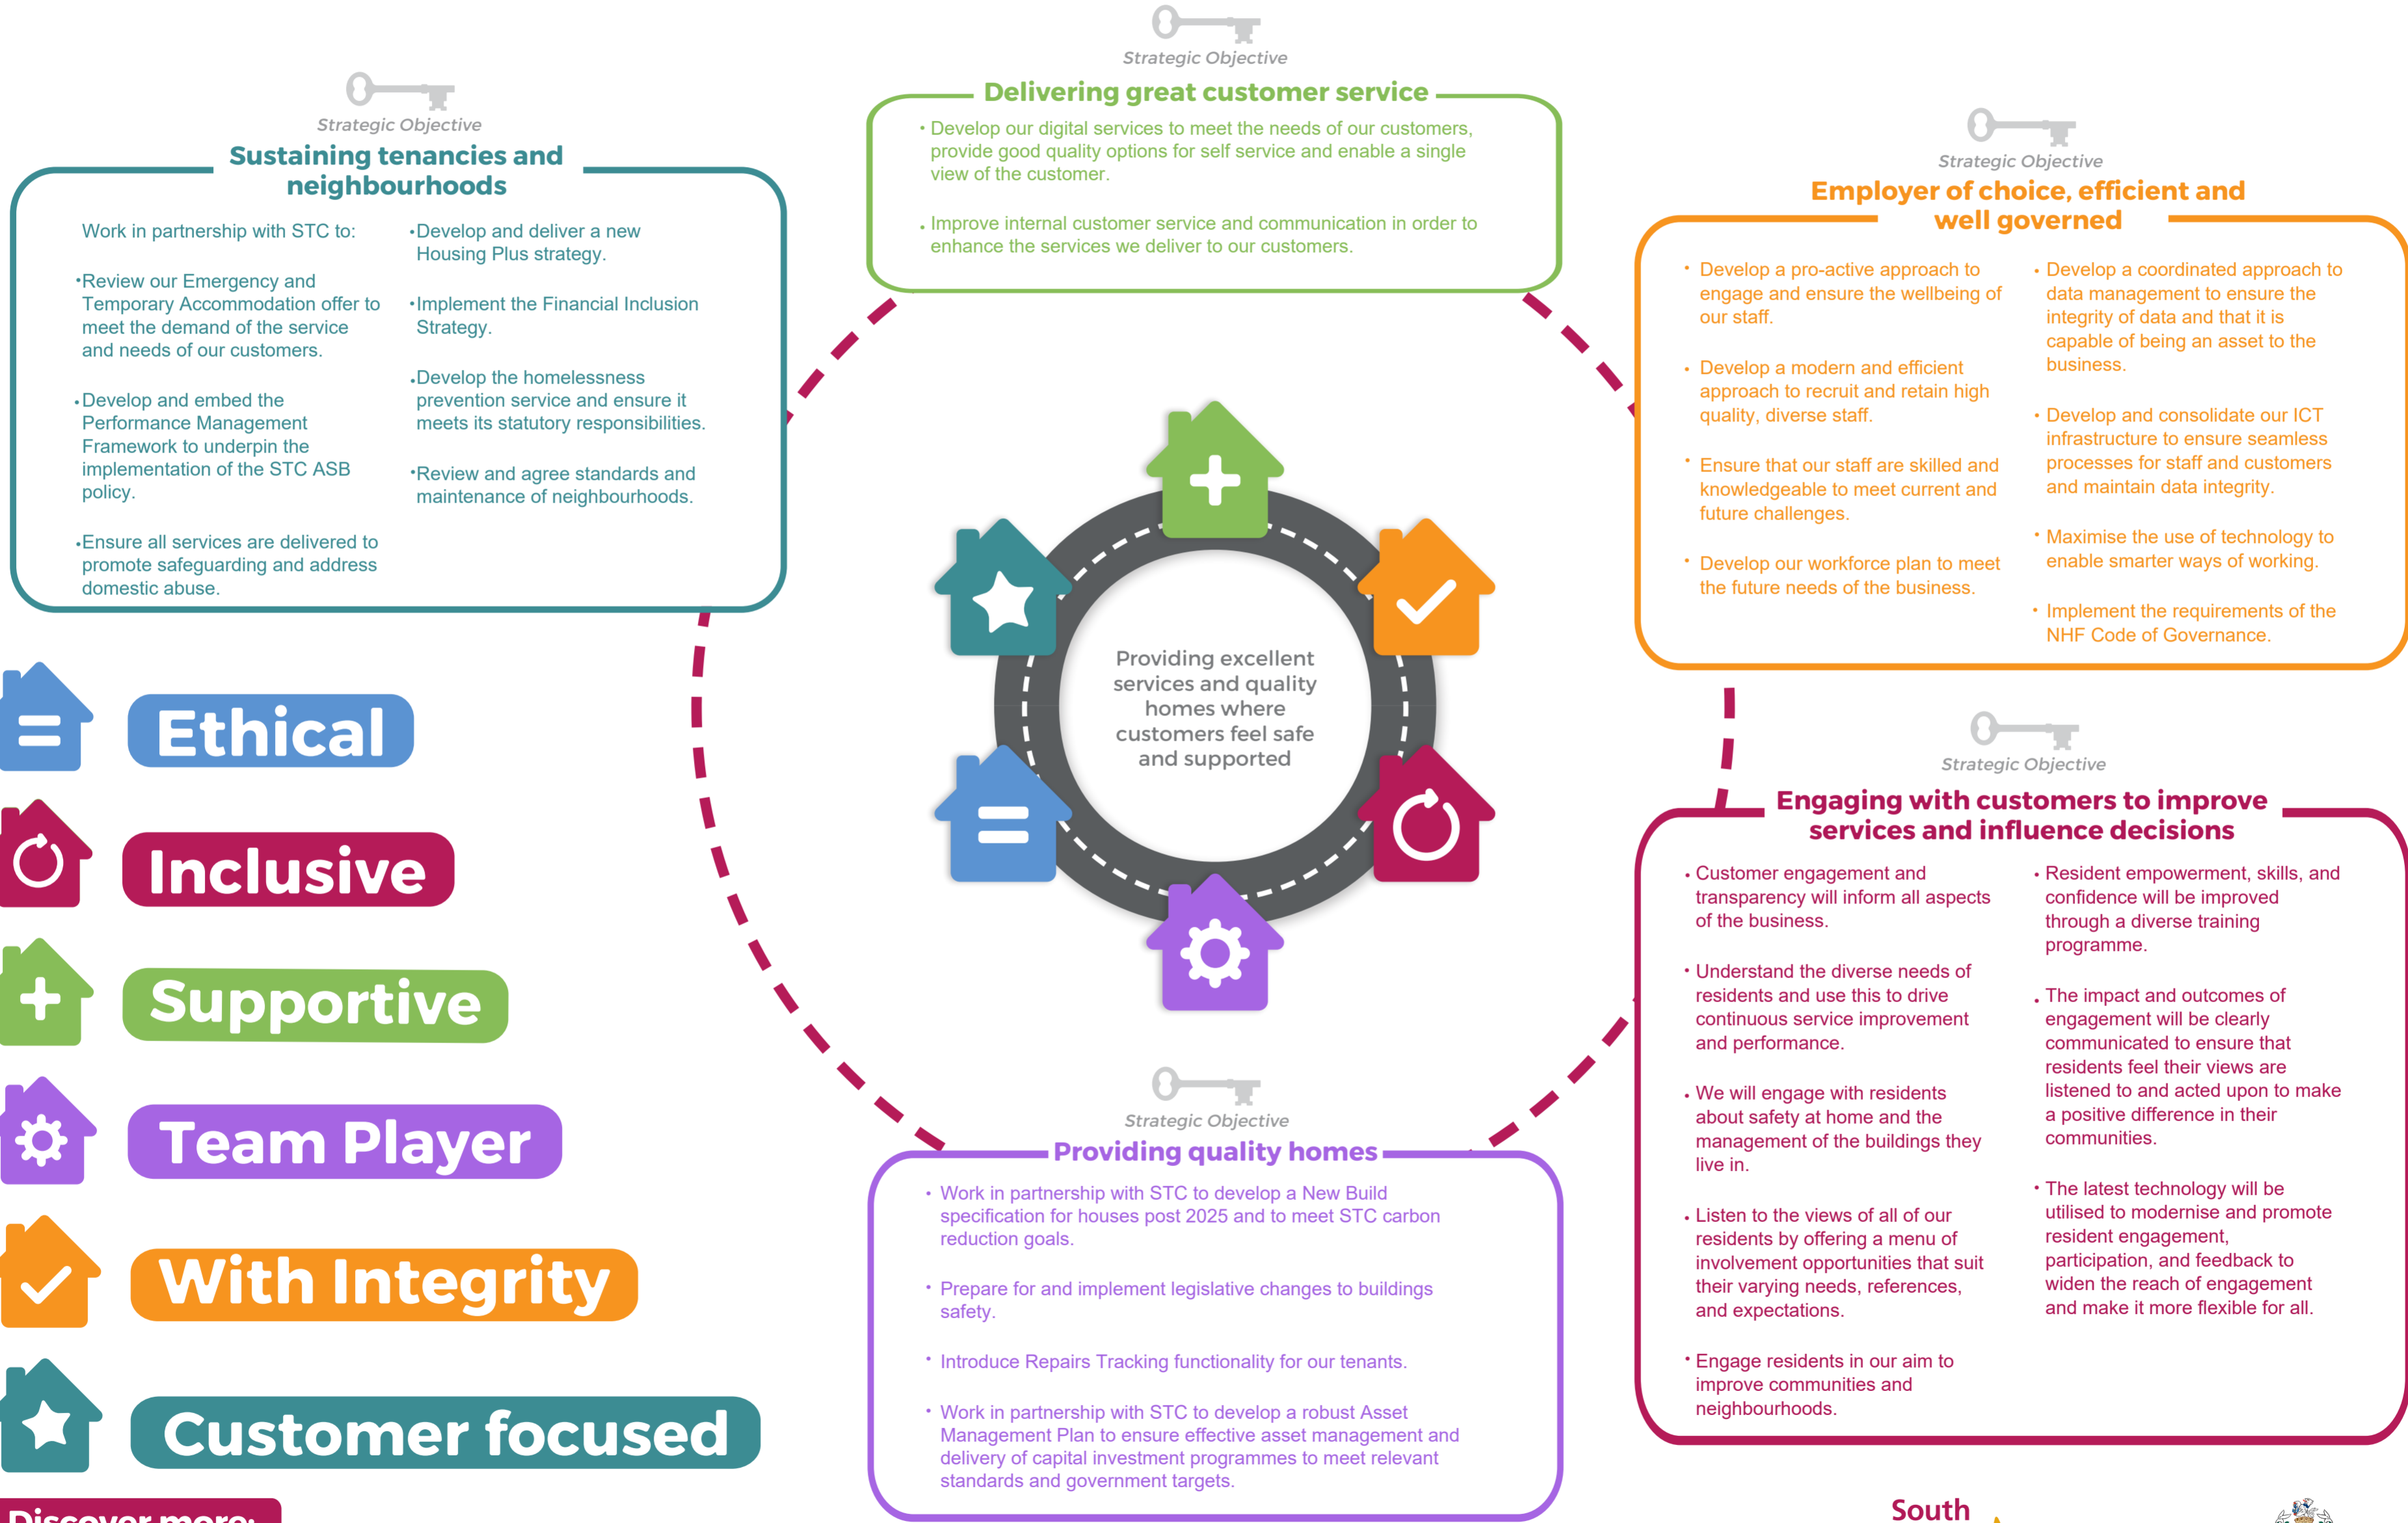 Strategic Objective
Sustaining tenancies and
neighbourhoods
Work in partnership with STC to:
•Review our Emergency and
Temporary Accommodation offer to
meet the demand of the service
and needs of our customers.
•Develop and embed the
Performance Management
Framework to underpin the
implementation of the STC ASB
policy.
•Ensure all services are delivered to
promote safeguarding and address
domestic abuse.
•Develop and deliver a new
Housing Plus strategy.
•Implement the Financial Inclusion
Strategy.
•Develop the homelessness
prevention service and ensure it
meets its statutory responsibilities.
•Review and agree standards and
maintenance of neighbourhoods.
Strategic Objective
Delivering great customer service
• Develop our digital services to meet the needs of our customers,
provide good quality options for self service and enable a single
view of the customer.
• Improve internal customer service and communication in order to
enhance the services we deliver to our customers.
Strategic Objective
Employer of choice, efficient and
well governed
• Develop a pro-active approach to
engage and ensure the wellbeing of
our staff.
• Develop a modern and efficient
approach to recruit and retain high
quality, diverse staff.
• Ensure that our staff are skilled and
knowledgeable to meet current and
future challenges.
• Develop our workforce plan to meet
the future needs of the business.
• Develop a coordinated approach to
data management to ensure the
integrity of data and that it is
capable of being an asset to the
business.
• Develop and consolidate our ICT
infrastructure to ensure seamless
processes for staff and customers
and maintain data integrity.
• Maximise the use of technology to
enable smarter ways of working.
• Implement the requirements of the
NHF Code of Governance.
Providing excellent
services and quality
homes where
customers feel safe
and supported
Ethical
Inclusive
Supportive
Team Player
With Integrity
Customer focused
Strategic Objective
Engaging with customers to improve
services and influence decisions
• Customer engagement and
transparency will inform all aspects
of the business.
• Understand the diverse needs of
residents and use this to drive
continuous service improvement
and performance.
• We will engage with residents
about safety at home and the
management of the buildings they
live in.
• Listen to the views of all of our
residents by offering a menu of
involvement opportunities that suit
their varying needs, references,
and expectations.
• Engage residents in our aim to
improve communities and
neighbourhoods.
• Resident empowerment, skills, and
confidence will be improved
through a diverse training
programme.
• The impact and outcomes of
engagement will be clearly
communicated to ensure that
residents feel their views are
listened to and acted upon to make
a positive difference in their
communities.
• The latest technology will be
utilised to modernise and promote
resident engagement,
participation, and feedback to
widen the reach of engagement
and make it more flexible for all.
Strategic Objective
Providing quality homes
• Work in partnership with STC to develop a New Build
specification for houses post 2025 and to meet STC carbon
reduction goals.
• Prepare for and implement legislative changes to buildings
safety.
• Introduce Repairs Tracking functionality for our tenants.
• Work in partnership with STC to develop a robust Asset
Management Plan to ensure effective asset management and
delivery of capital investment programmes to meet relevant
standards and government targets.
Discover more:
South